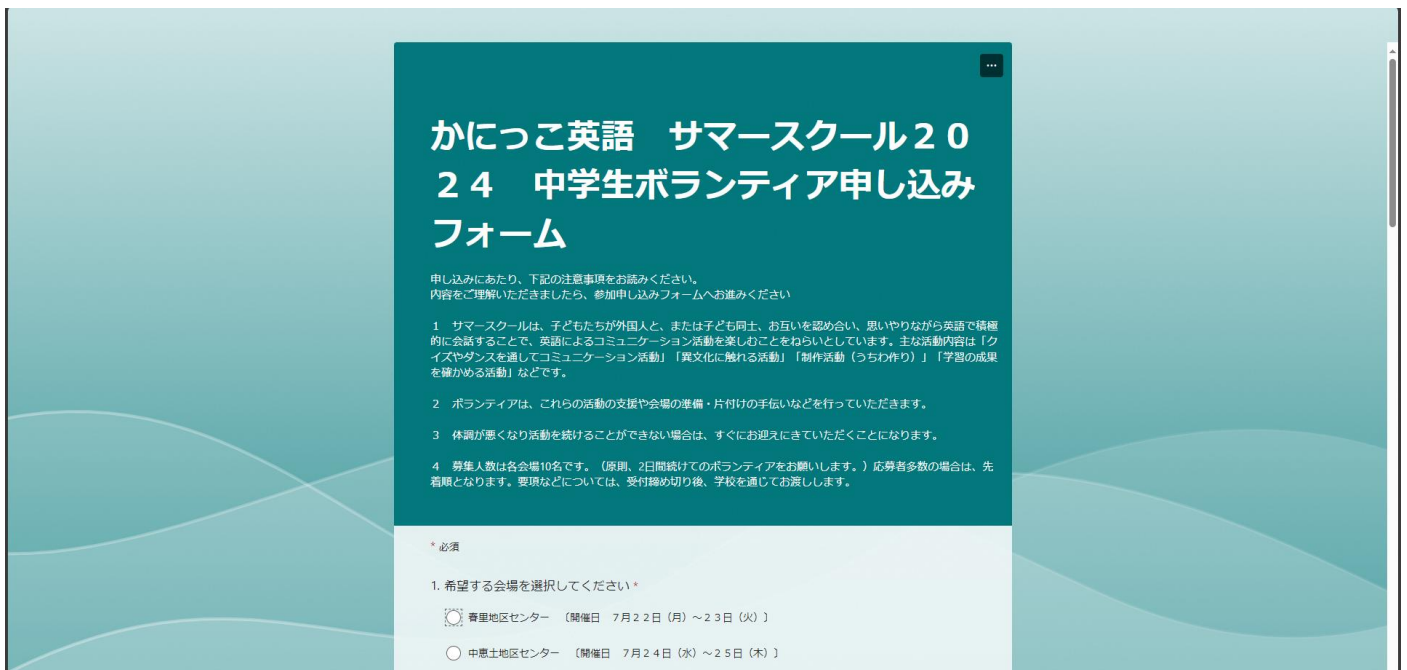 かにっこ英語　サマースクール２０
２４　中学生ボランティア申し込み
フォーム
申し込みにあたり、下記の注意事項をお読みください。
内容をご理解いただきましたら、参加申し込みフォームへお進みください
1　サマースクールは、子どもたちが外国人と、または子ども同士、お互いを認め合い、思いやりながら英語で積極
的に会話することで、英語によるコミュニケーション活動を楽しむことをねらいとしています。主な活動内容は「ク
イズやダンスを通してコミュニケーション活動」「異文化に触れる活動」「制作活動（うちわ作り）」「学習の成果
を確かめる活動」などです。
2　ボランティアは、これらの活動の支援や会場の準備・片付けの手伝いなどを行っていただきます。
3　体調が悪くなり活動を続けることができない場合は、すぐにお迎えにきていただくことになります。
4　募集人数は各会場10名です。（原則、2日間続けてのボランティアをお願いします。）応募者多数の場合は、先
着順となります。要項などについては、受付締め切り後、学校を通じてお渡しします。
* 必須
1. 希望する会場を選択してください *
春里地区センター　〔開催日　７月２２日（月）～２３日（火）〕
中恵土地区センター　〔開催日　７月２４日（水）～２５日（木）〕